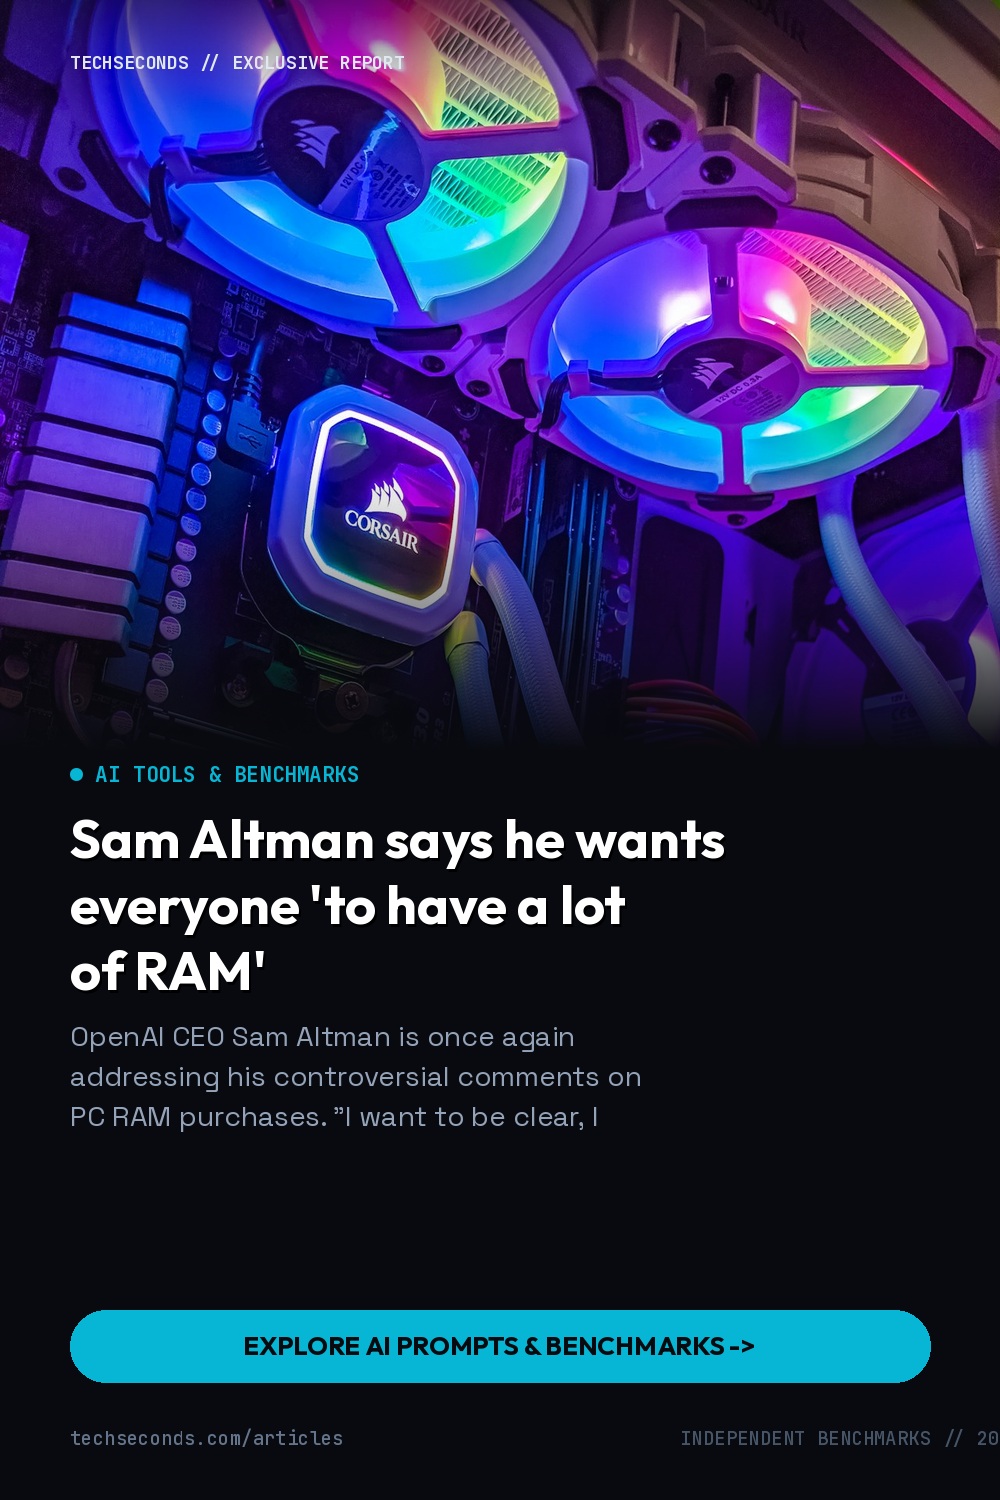 TECHSECONDS // EXCLUSIVE REPORT
CORSAIR
● AI TOOLS & BENCHMARKS
Sam Altman says he wants
everyone 'to have a lot
of RAM'
OpenAI CEO Sam Altman is once again
addressing his controversial comments on
PC RAM purchases. "I want to be clear, I
EXPLORE AI PROMPTS & BENCHMARKS ->
techseconds.com/articles
INDEPENDENT BENCHMARKS // 20